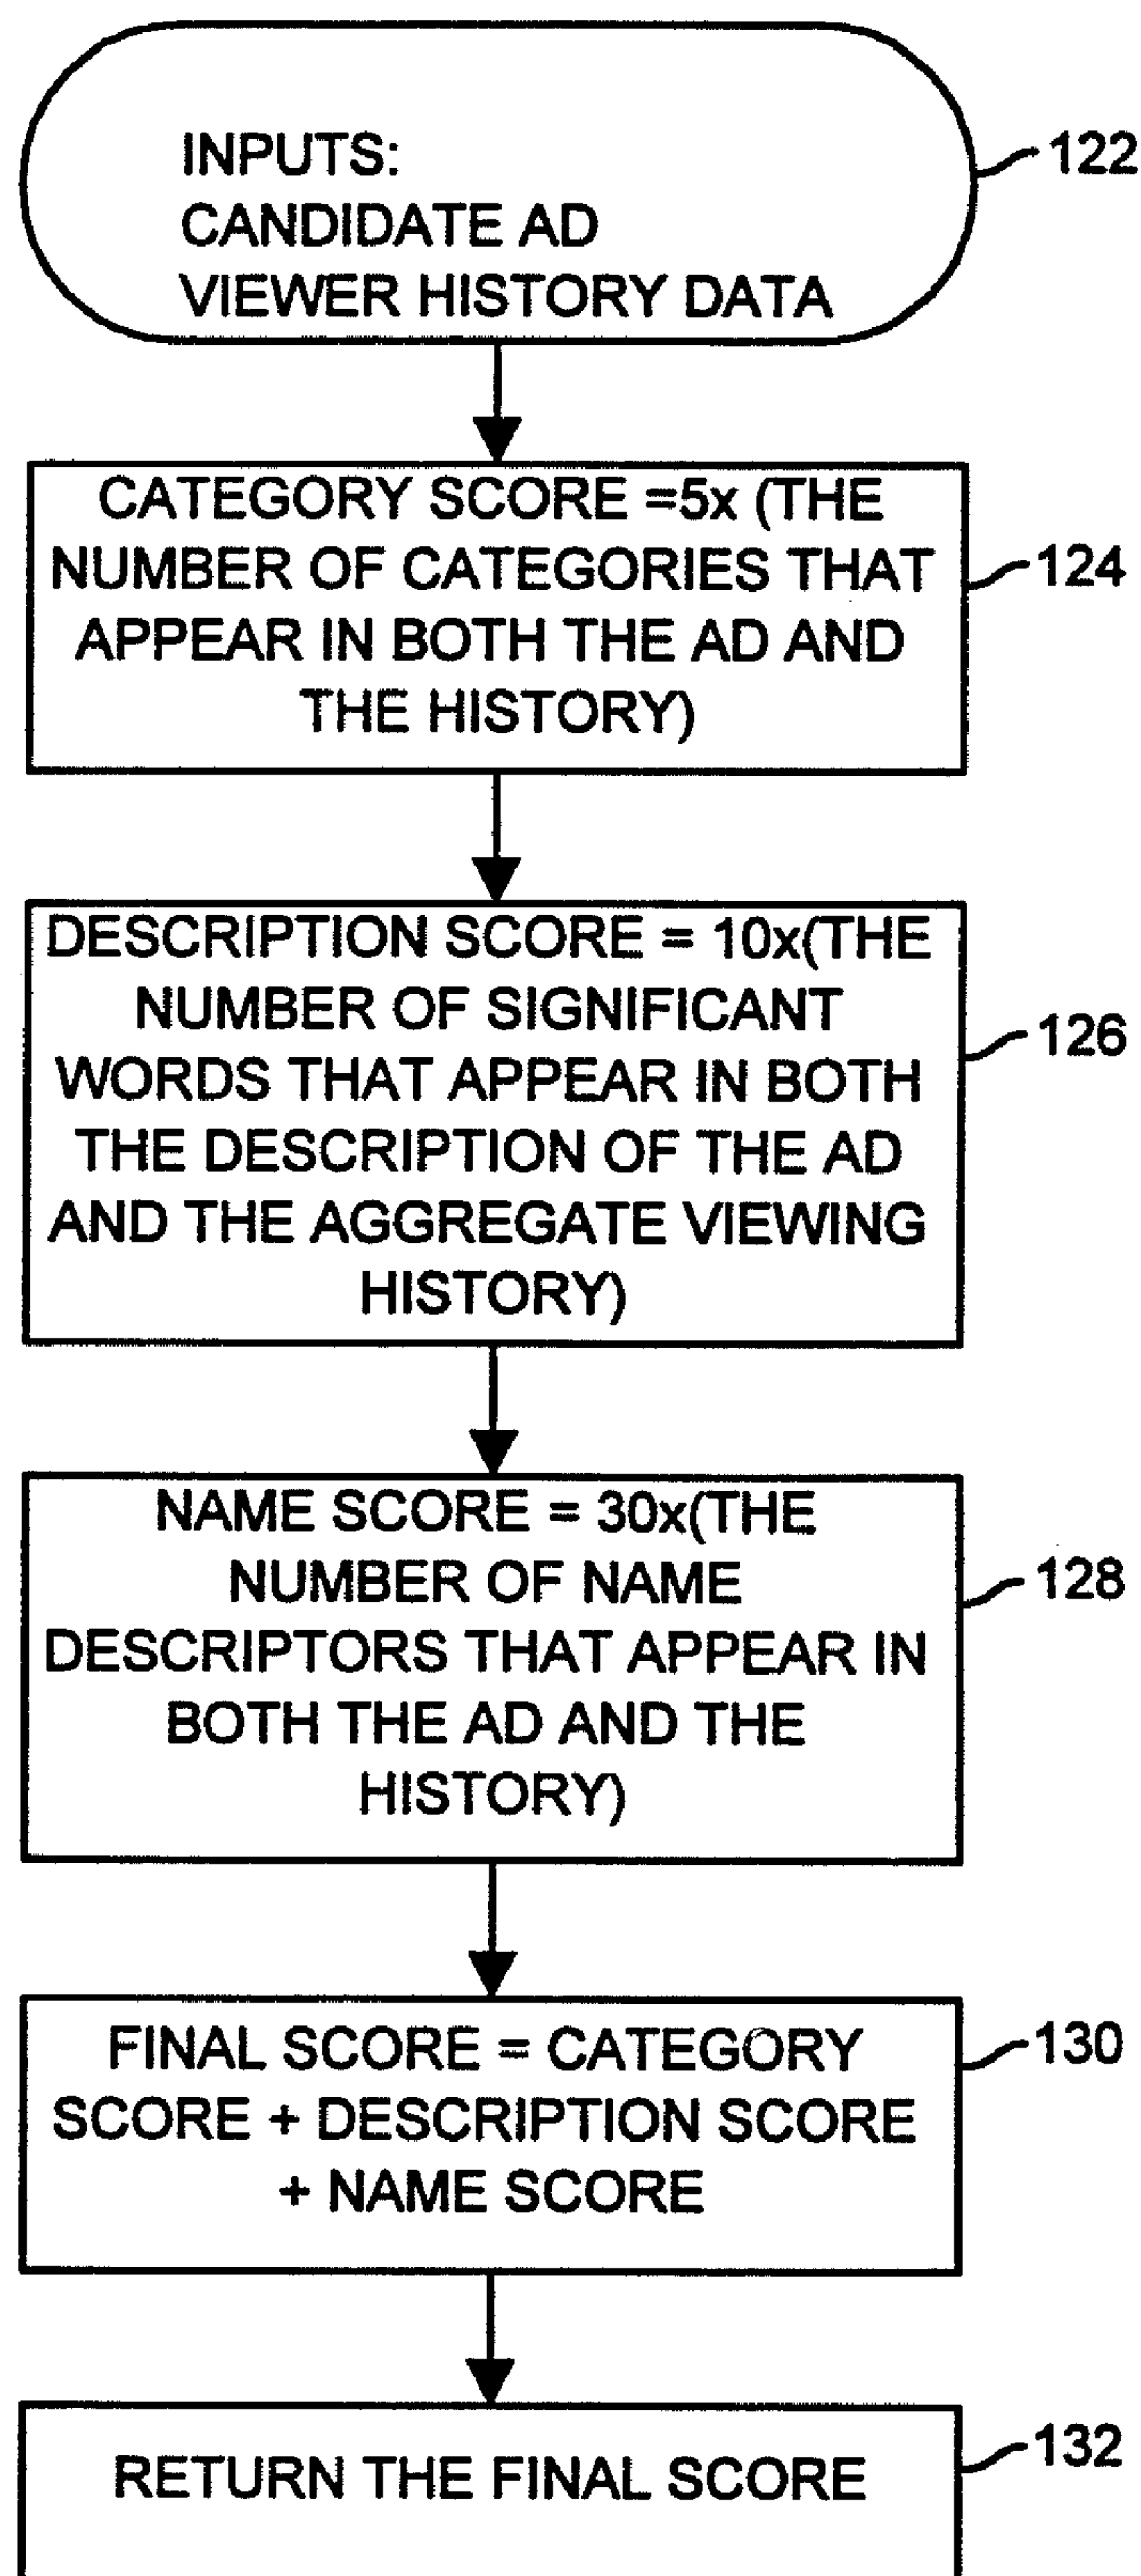 INPUTS:
CANDIDATE AD
VIEWER HISTORY DATA
122
CATEGORY SCORE =5x (THE
NUMBER OF CATEGORIES THAT
APPEAR IN BOTH THE AD AND
THE HISTORY)
124
DESCRIPTION SCORE = 10x(THE
NUMBER OF SIGNIFICANT
WORDS THAT APPEAR IN BOTH
THE DESCRIPTION OF THE AD
AND THE AGGREGATE VIEWING
HISTORY)
126
NAME SCORE = 30x(THE
NUMBER OF NAME
DESCRIPTORS THAT APPEAR IN
BOTH THE AD AND THE
HISTORY)
128
FINAL SCORE = CATEGORY
SCORE + DESCRIPTION SCORE
+ NAME SCORE
130
RETURN THE FINAL SCORE
132